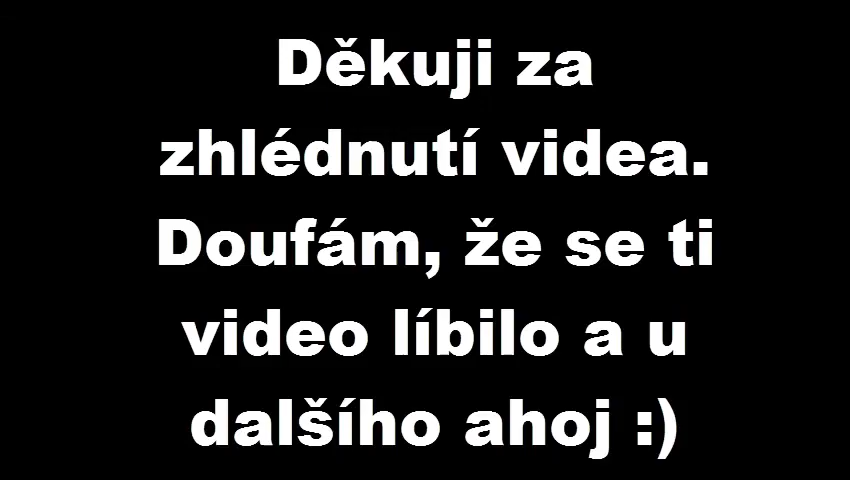 Děkuji za
zhlédnutí videa.
Doufám, že se ti
video líbilo a u
dalšího ahoj :)